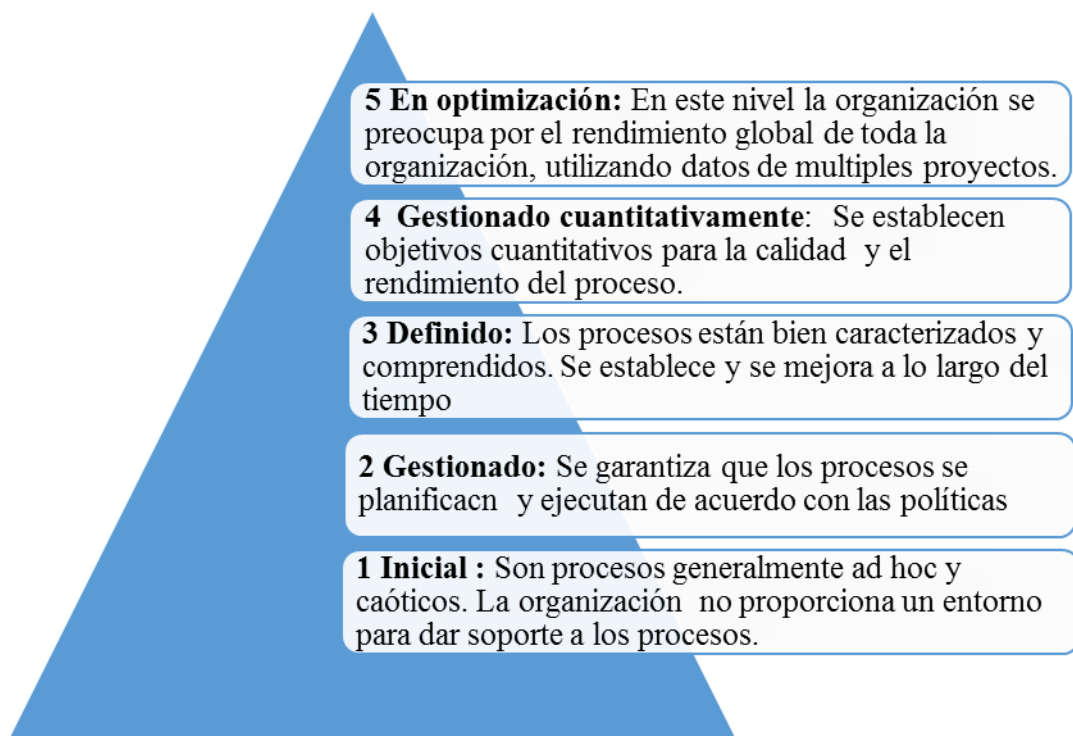 5 En optimización: En este nivel la organización se
preocupa por el rendimiento global de toda la
organización, utilizando datos de multiples proyectos.
4 Gestionado cuantitativamente: Se establecen
objetivos cuantitativos para la calidad y el
rendimiento del proceso.
3 Definido: Los procesos están bien caracterizados y
comprendidos. Se establece y se mejora a lo largo del
tiempo
2 Gestionado: Se garantiza que los procesos se
planificacn y ejecutan de acuerdo con las políticas
1 Inicial : Son procesos generalmente ad hoc y
caóticos. La organización no proporciona un entorno
para dar soporte a los procesos.